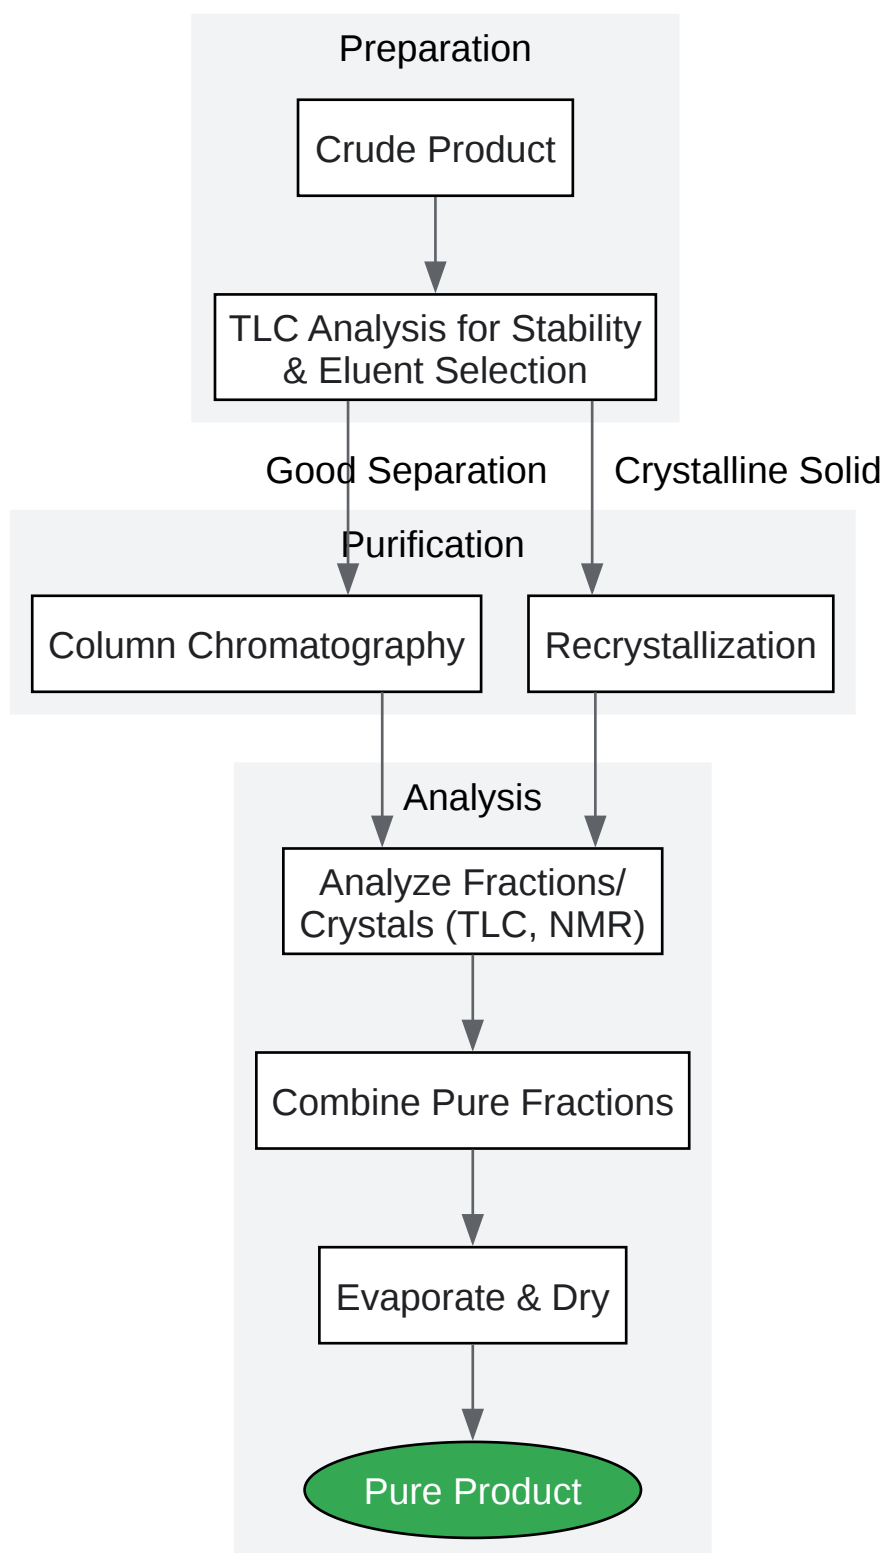 Preparation
Crude Product
TLC Analysis for Stability
& Eluent Selection
Good Separation
Crystalline Solid
Purification
Column Chromatography
Recrystallization
Analysis
Analyze Fractions/
Crystals (TLC, NMR)
Combine Pure Fractions
Evaporate & Dry
Pure Product